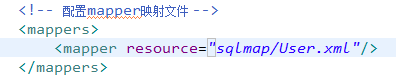 <!-- 配置mapper映射文件 -->
<mappers>
<mapper resource="sqlmap/User.xml"/>
</mappers>